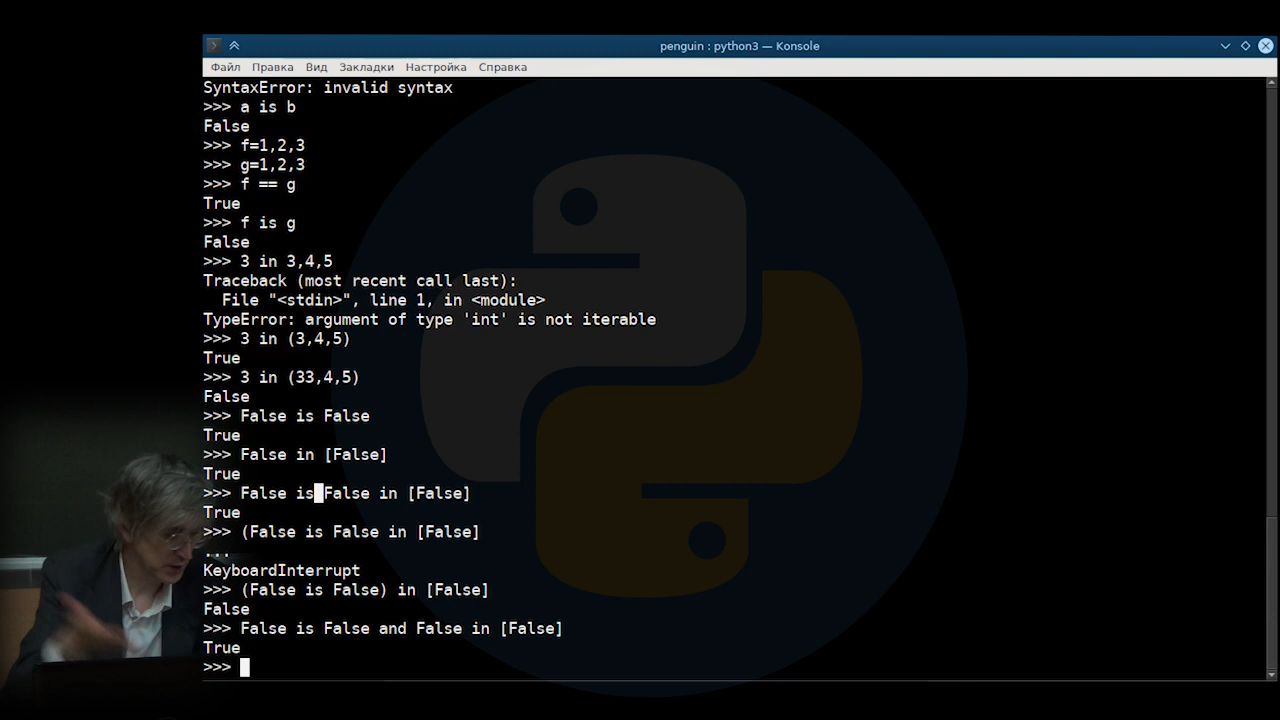 penguin : python3 — Konsole
Файл Правка Вид Закладки Настройка Справка
SyntaxError: invalid syntax
>>> a is b
False
>>> f=1,2,3
>>> g=1,2,3
>>> f == g
True
>>> f is g
False
>>> 3 in 3,4,5
Traceback (most recent call last):
  File "<stdin>", line 1, in <module>
TypeError: argument of type 'int' is not iterable
>>> 3 in (3,4,5)
True
>>> 3 in (33,4,5)
False
>>> False is False
True
>>> False in [False]
True
>>> False is False in [False]
True
>>> (False is False in [False]
...
KeyboardInterrupt
>>> (False is False) in [False]
False
>>> False is False and False in [False]
True
>>>